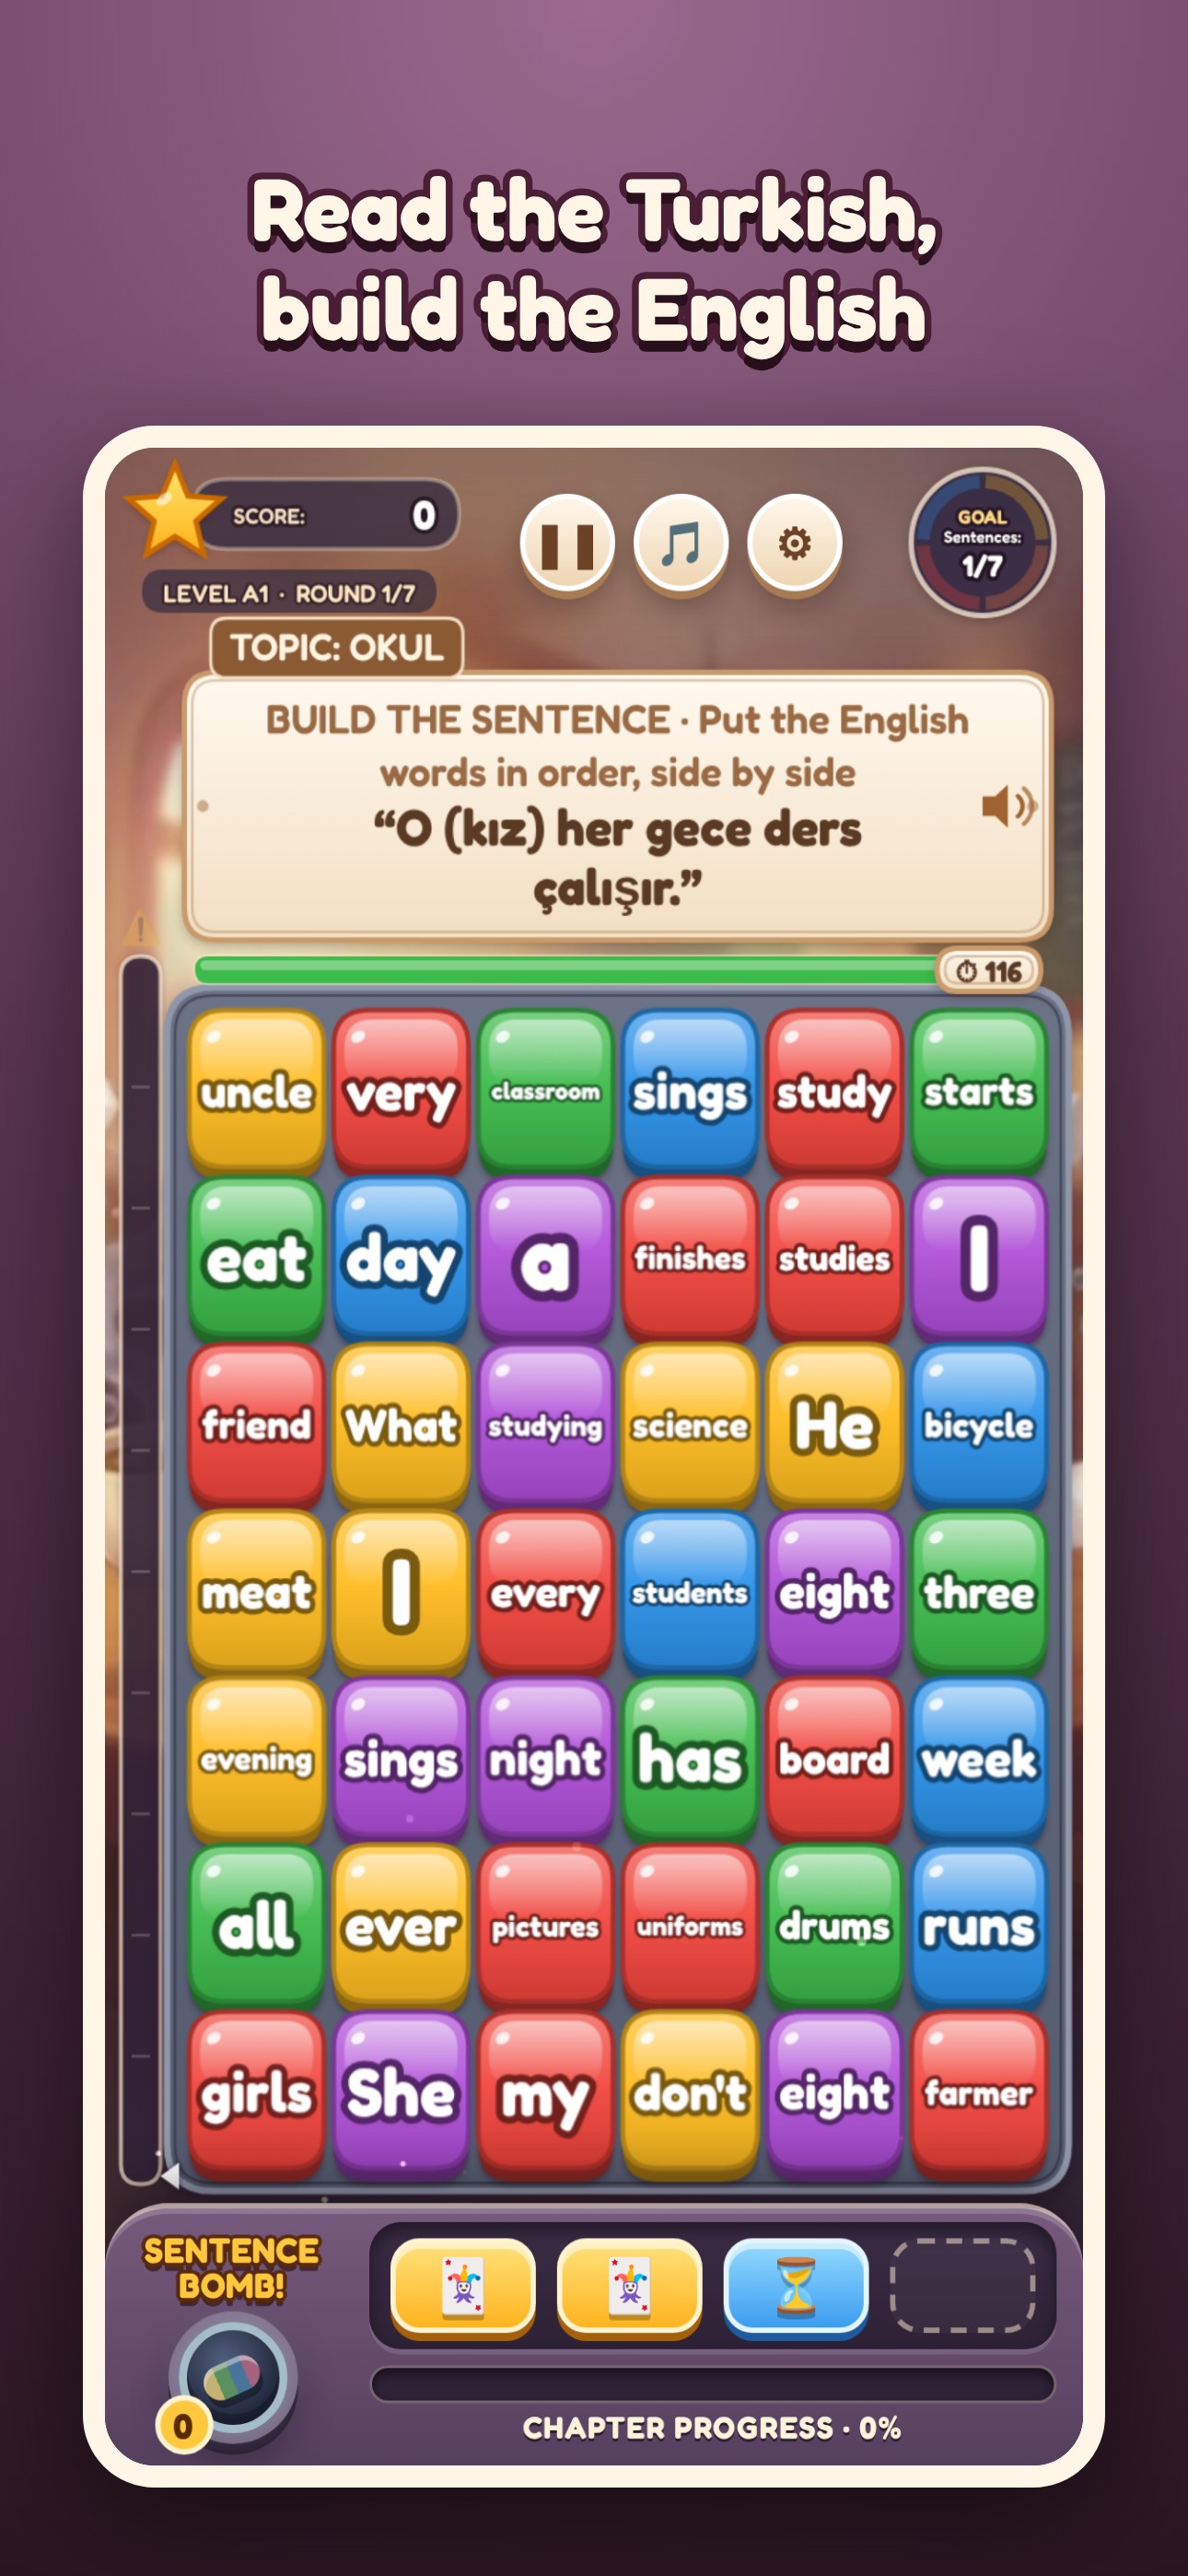 Read the Turkish,
build the English
SCORE: 0
LEVEL A1 · ROUND 1/7
GOAL
Sentences:
1/7
TOPIC: OKUL
BUILD THE SENTENCE · Put the English
words in order, side by side
“O (kız) her gece ders
çalışır.”
116
uncle very classroom sings study starts
eat day a finishes studies I
friend What studying science He bicycle
meat I every students eight three
evening sings night has board week
all ever pictures uniforms drums runs
girls She my don't eight farmer
SENTENCE
BOMB!
0
CHAPTER PROGRESS · 0%